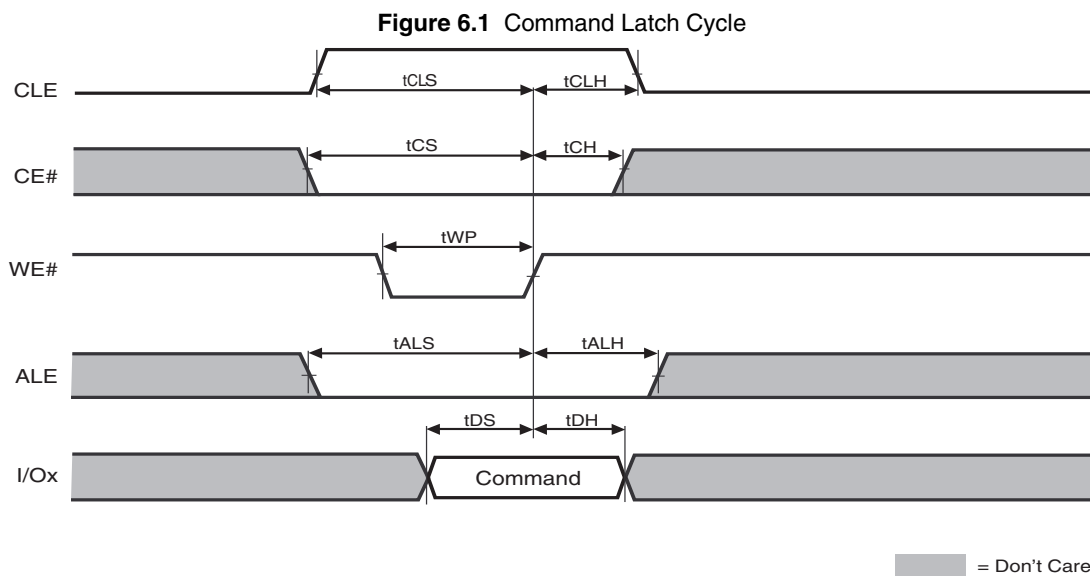 Figure 6.1 Command Latch Cycle
CLE
tCLS
tCLH
CE#
tCS
tCH
WE#
tWP
ALE
tALS
tALH
tDS
tDH
I/Ox
Command
= Don't Care